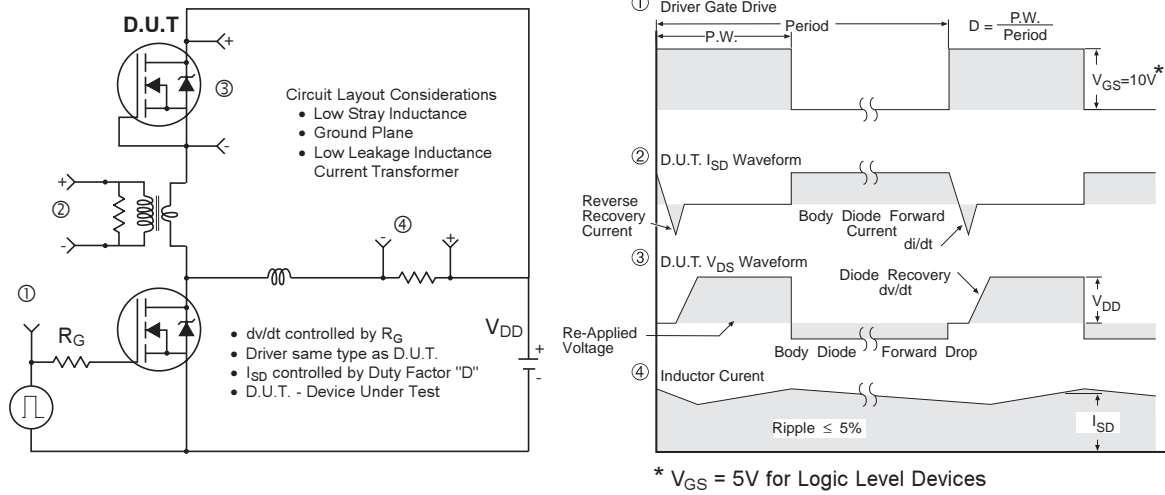 D.U.T
+
-
③
Circuit Layout Considerations
• Low Stray Inductance
• Ground Plane
• Low Leakage Inductance
Current Transformer
+
②
-
④
- +
①
RG
VDD
+
-
• dv/dt controlled by RG
• Driver same type as D.U.T.
• ISD controlled by Duty Factor "D"
• D.U.T. - Device Under Test
① Driver Gate Drive
P.W.
Period
D = P.W.
Period
VGS=10V*
② D.U.T. ISD Waveform
Reverse
Recovery
Current
Body Diode Forward
Current
di/dt
③ D.U.T. VDS Waveform
Diode Recovery
dv/dt
VDD
Re-Applied
Voltage
Body Diode Forward Drop
④ Inductor Curent
Ripple ≤ 5%
ISD
* VGS = 5V for Logic Level Devices